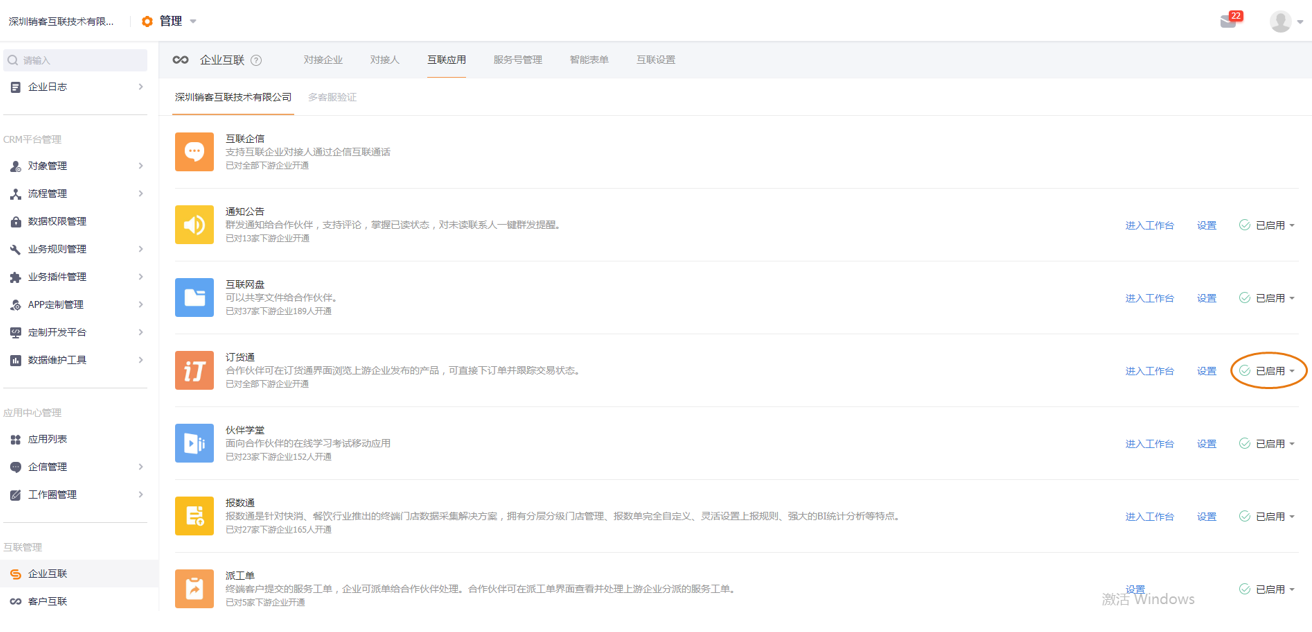 深圳销客互联技术有限... 管理 22
请输入 企业互联 对接企业 对接人 互联应用 服务号管理 智能表单 互联设置
企业日志
深圳销客互联技术有限公司 多客服验证
CRM平台管理
对象管理
流程管理
数据权限管理
业务规则管理
业务插件管理
APP定制管理
定制开发平台
数据维护工具
应用中心管理
应用列表
企信管理
工作圈管理
互联管理
企业互联
客户互联
互联企信
支持互联企业对接人通过企信互联通话
已对全部下游企业开通
通知公告
群发通知给合作伙伴，支持评论，掌握已读状态，对未读联系人一键群发提醒。
已对13家下游企业开通
进入工作台 设置 已启用
互联网盘
可以共享文件给合作伙伴。
已对37家下游企业189人开通
进入工作台 设置 已启用
订货通
合作伙伴可在订货通界面浏览上游企业发布的产品，可直接下订单并跟踪交易状态。
已对全部下游企业开通
进入工作台 设置 已启用
伙伴学堂
面向合作伙伴的在线学习考试移动应用
已对23家下游企业152人开通
进入工作台 设置 已启用
报数通
报数通是针对快消、餐饮行业推出的终端门店数据采集解决方案，拥有分层分级门店管理、报数单完全自定义、灵活设置上报规则、强大的BI统计分析等特点。
已对27家下游企业165人开通
进入工作台 设置 已启用
派工单
终端客户提交的服务工单，企业可派单给合作伙伴处理。合作伙伴可在派工单界面查看并处理上游企业分派的服务工单。
已对5家下游企业开通
设置 已启用
激活 Windows